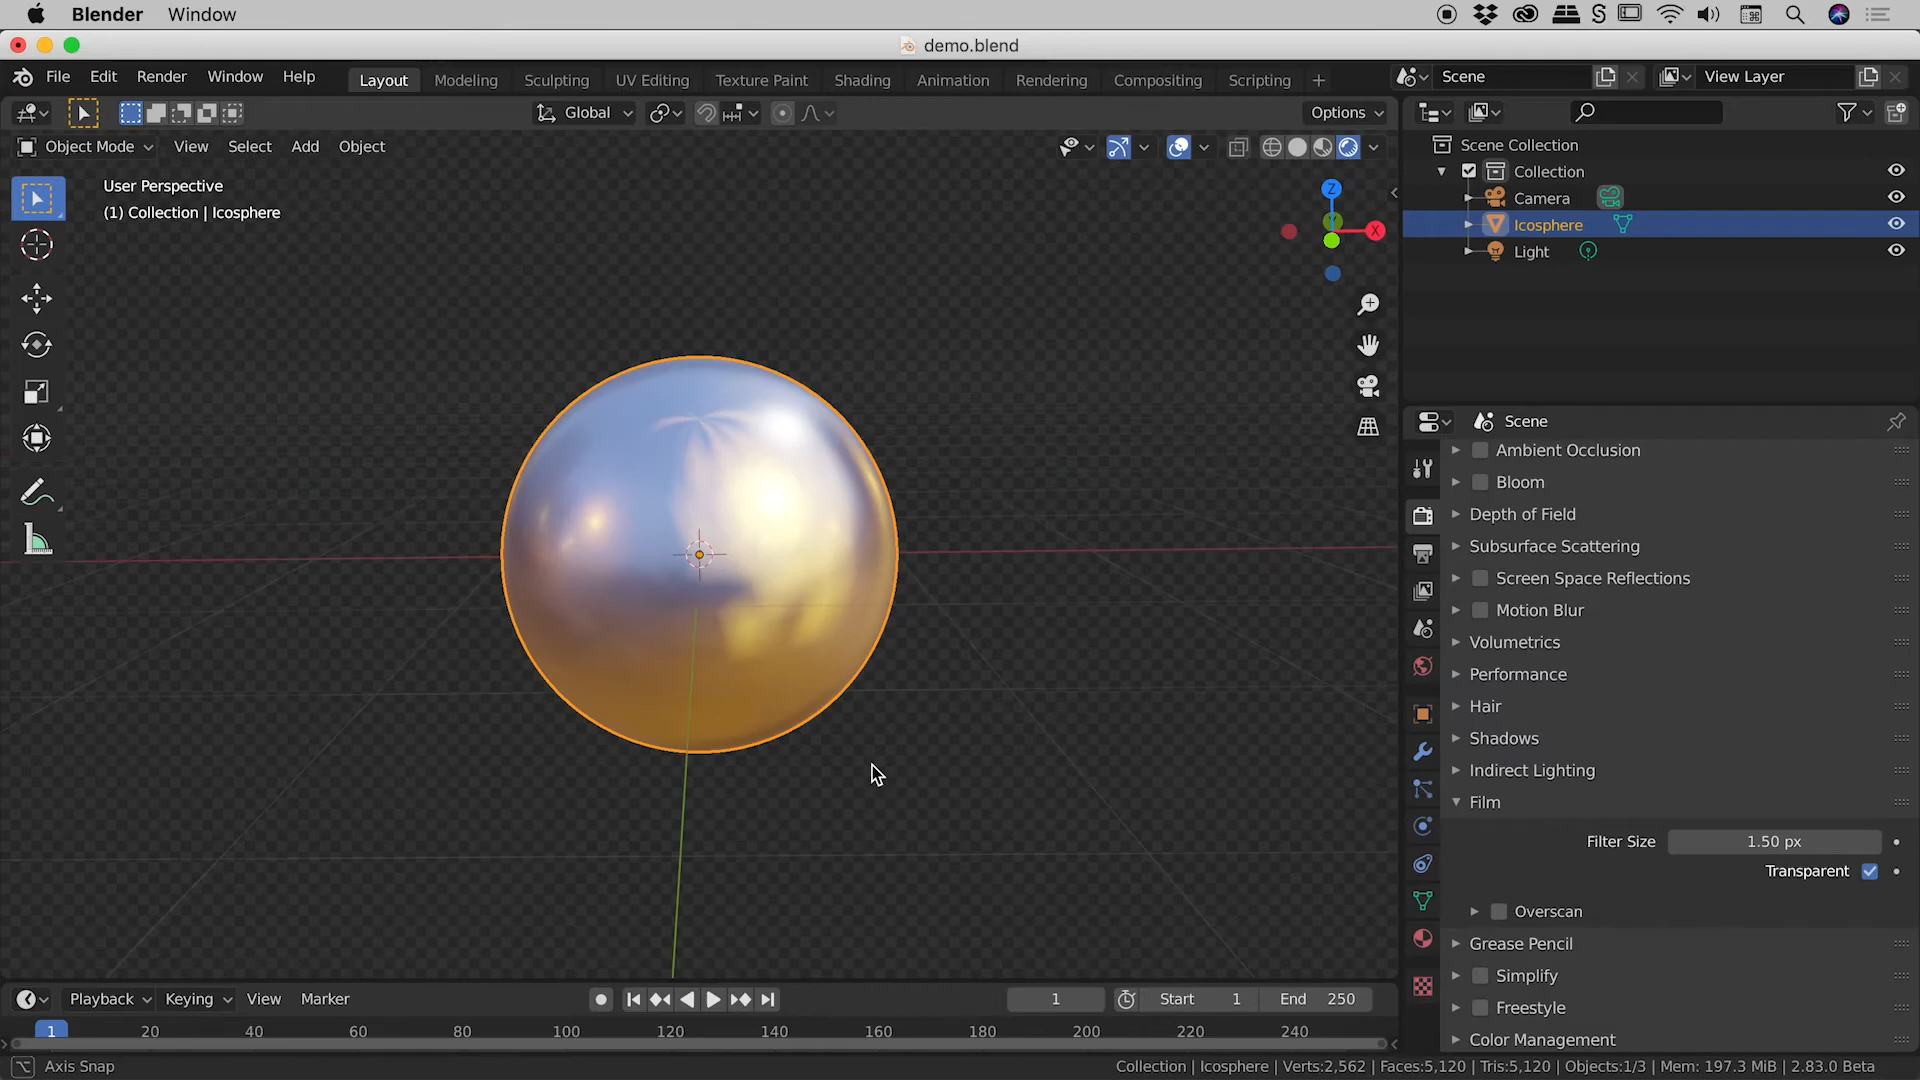 Blender Window
demo.blend
File Edit Render Window Help Layout Modeling Sculpting UV Editing Texture Paint Shading Animation Rendering Compositing Scripting + Scene View Layer
Global Options
Object Mode View Select Add Object
User Perspective
(1) Collection | Icosphere
Z
Y
X
Scene Collection
Collection
Camera
Icosphere
Light
Scene
Ambient Occlusion
Bloom
Depth of Field
Subsurface Scattering
Screen Space Reflections
Motion Blur
Volumetrics
Performance
Hair
Shadows
Indirect Lighting
Film
Filter Size 1.50 px
Transparent
Overscan
Grease Pencil
Simplify
Freestyle
Color Management
Playback Keying View Marker 1 Start 1 End 250
1 20 40 60 80 100 120 140 160 180 200 220 240
Axis Snap Collection | Icosphere | Verts:2,562 | Faces:5,120 | Tris:5,120 | Objects:1/3 | Mem: 197.3 MiB | 2.83.0 Beta